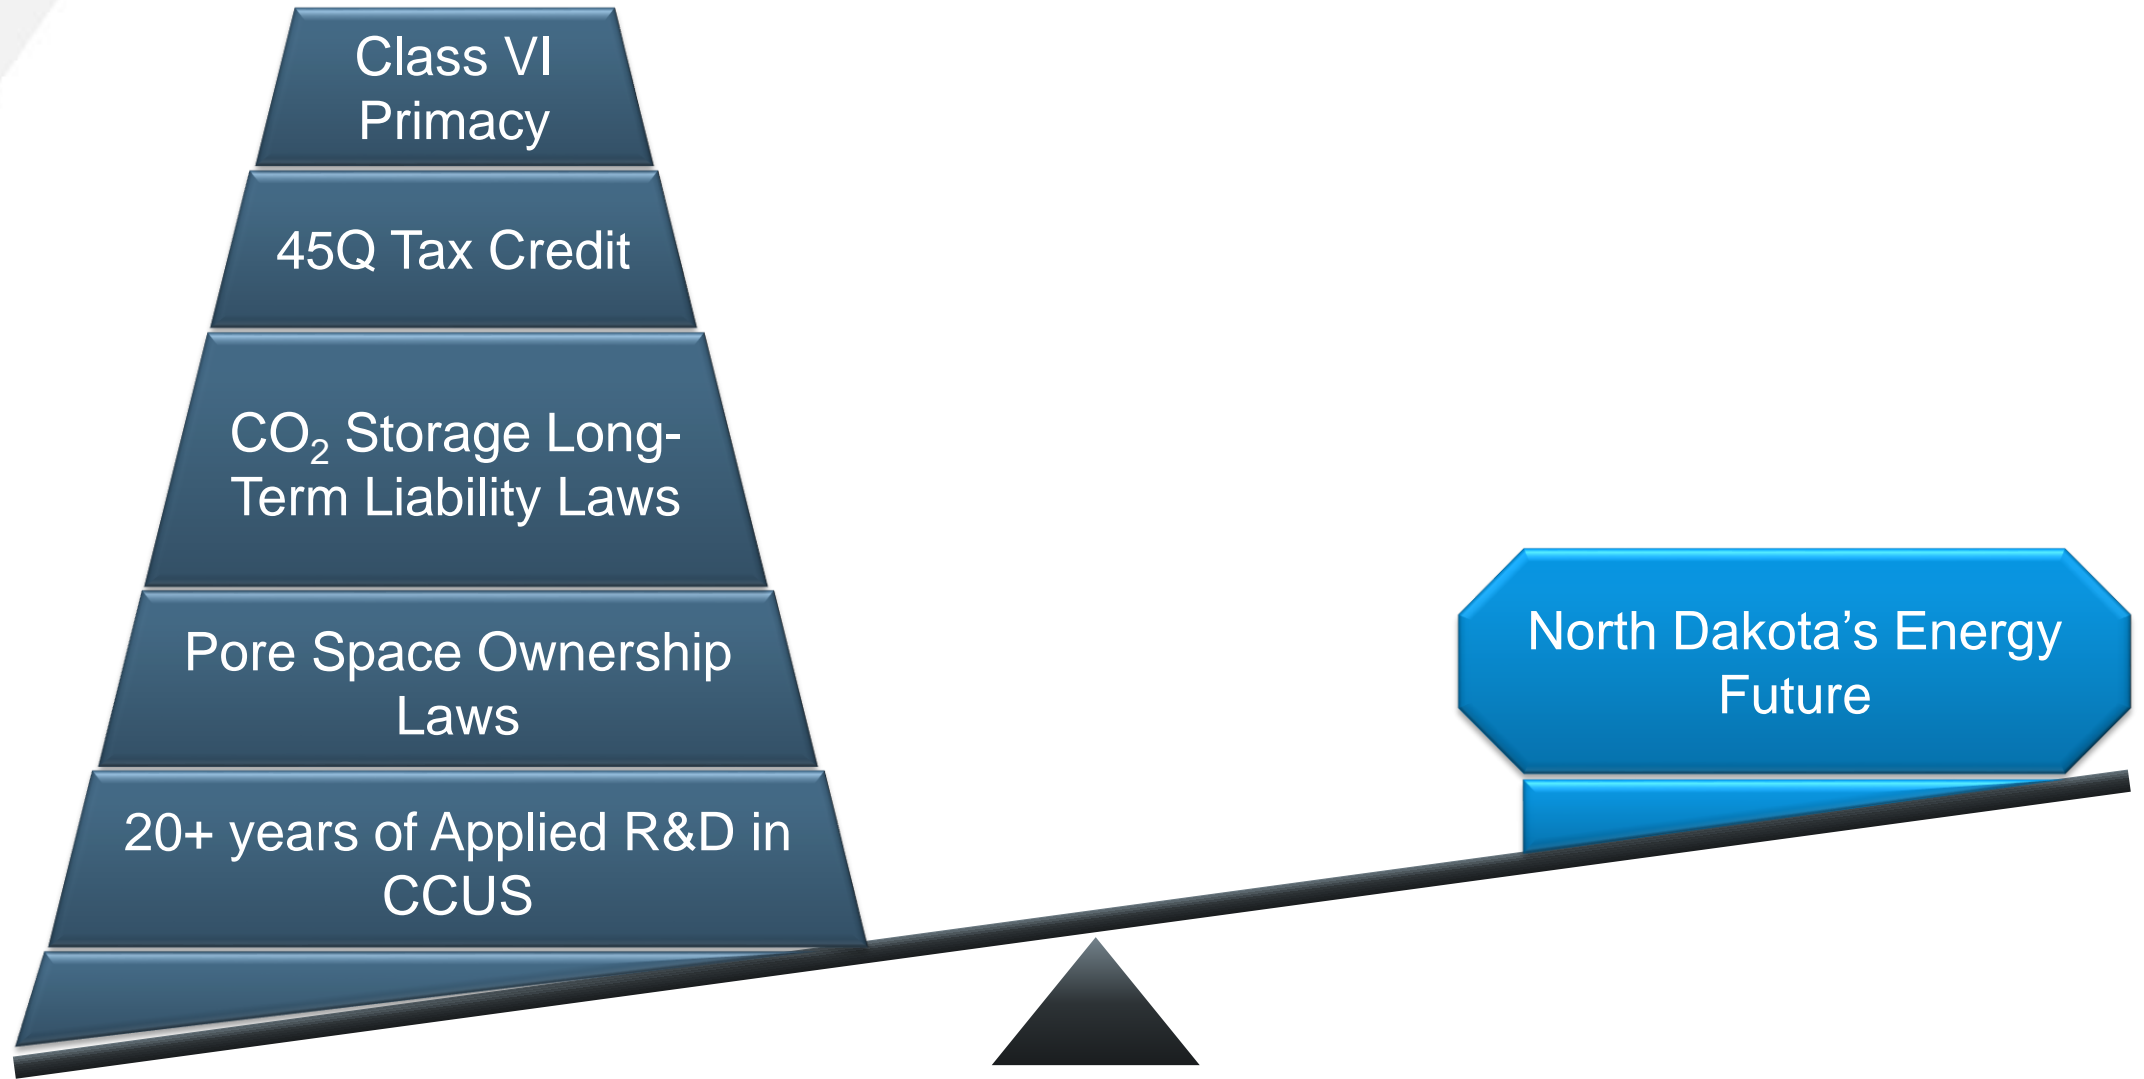 Class VI
Primacy
45Q Tax Credit
CO₂ Storage Long-
Term Liability Laws
Pore Space Ownership
Laws
20+ years of Applied R&D in
CCUS
North Dakota’s Energy
Future